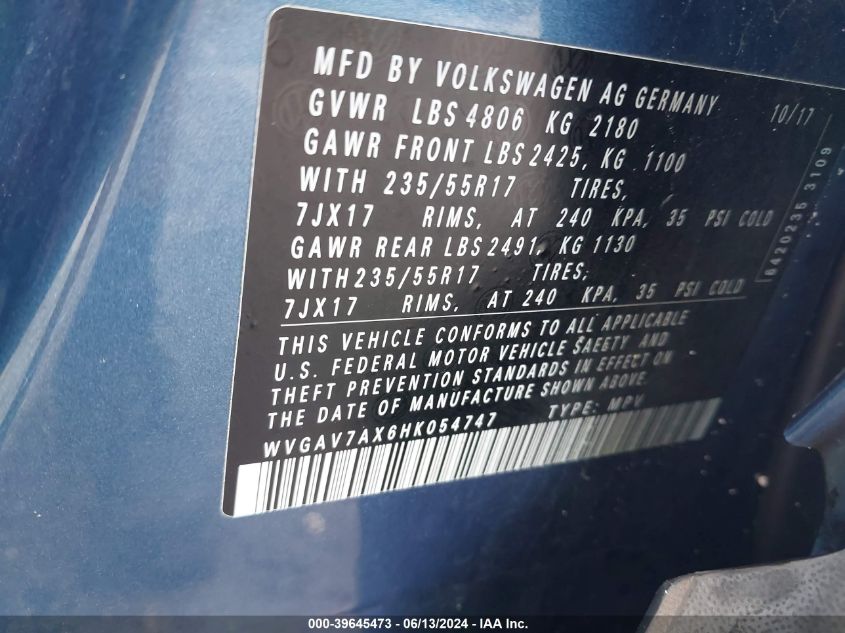 MFD BY VOLKSWAGEN AG GERMANY 10/17
GVWR LBS 4806 KG 2180
GAWR FRONT LBS 2425, KG 1100
WITH 235/55R17 TIRES,
7JX17 RIMS, AT 240 KPA, 35 PSI COLD
GAWR REAR LBS 2491, KG 1130
WITH 235/55R17 TIRES,
7JX17 RIMS, AT 240 KPA, 35 PSI COLD
THIS VEHICLE CONFORMS TO ALL APPLICABLE
U.S. FEDERAL MOTOR VEHICLE SAFETY AND
THEFT PREVENTION STANDARDS IN EFFECT ON
THE DATE OF MANUFACTURE SHOWN ABOVE.
WVGAV7AX6HK054747 TYPE: MPV
6420235 3109
000-39645473 - 06/13/2024 - IAA Inc.